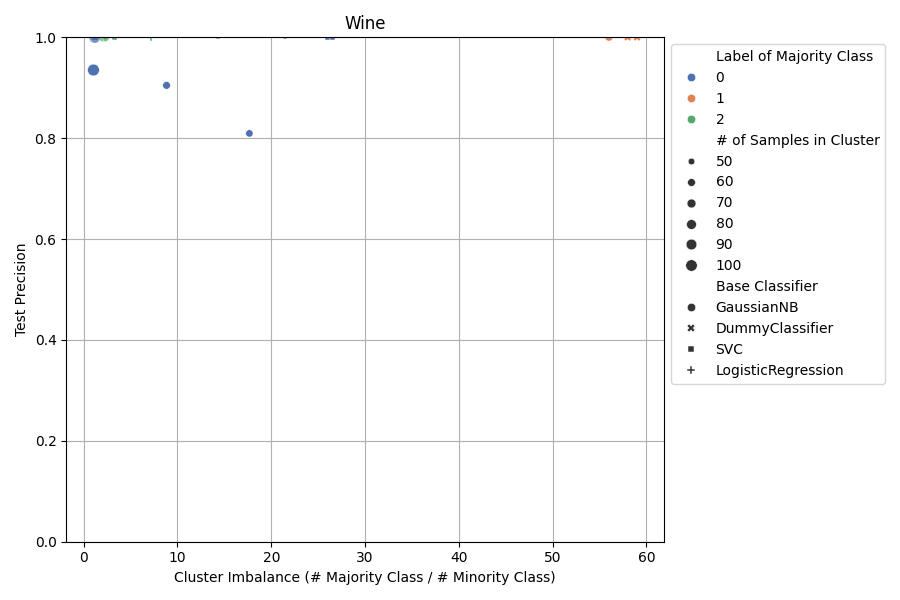 Wine
1.0
0.8
0.6
0.4
0.2
0.0
Test Precision
0 10 20 30 40 50 60
Cluster Imbalance (# Majority Class / # Minority Class)
Label of Majority Class
0
1
2
# of Samples in Cluster
50
60
70
80
90
100
Base Classifier
GaussianNB
DummyClassifier
SVC
LogisticRegression